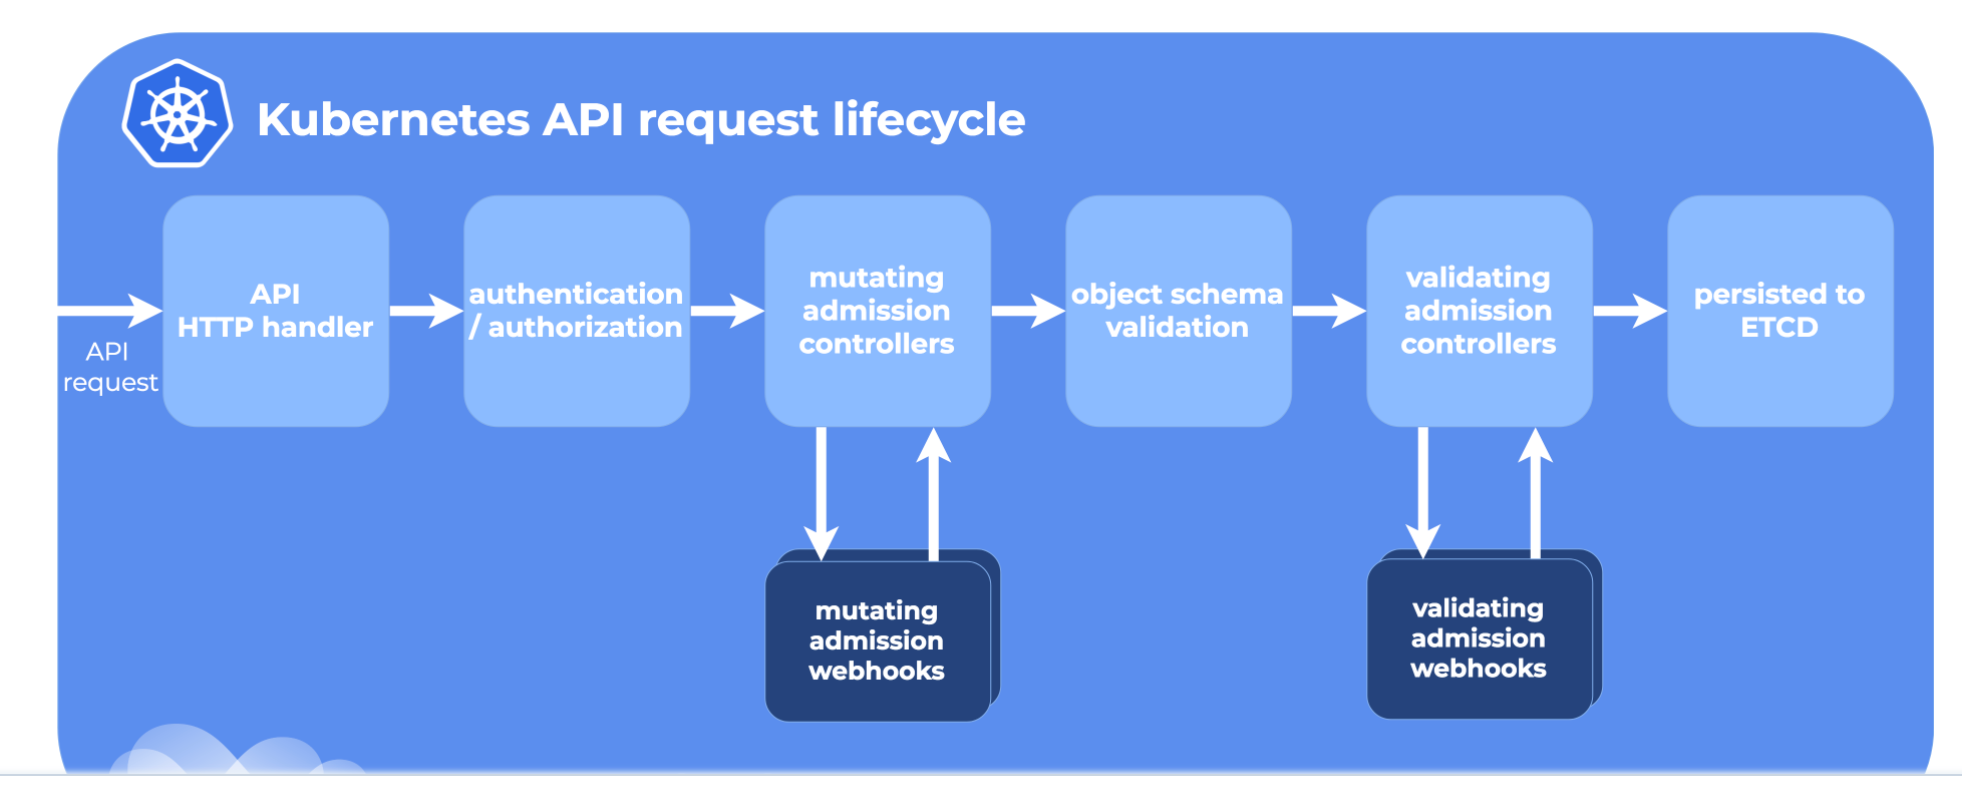 Kubernetes API request lifecycle
API
request
API
HTTP handler
authentication
/ authorization
mutating
admission
controllers
object schema
validation
validating
admission
controllers
persisted to
ETCD
mutating
admission
webhooks
validating
admission
webhooks